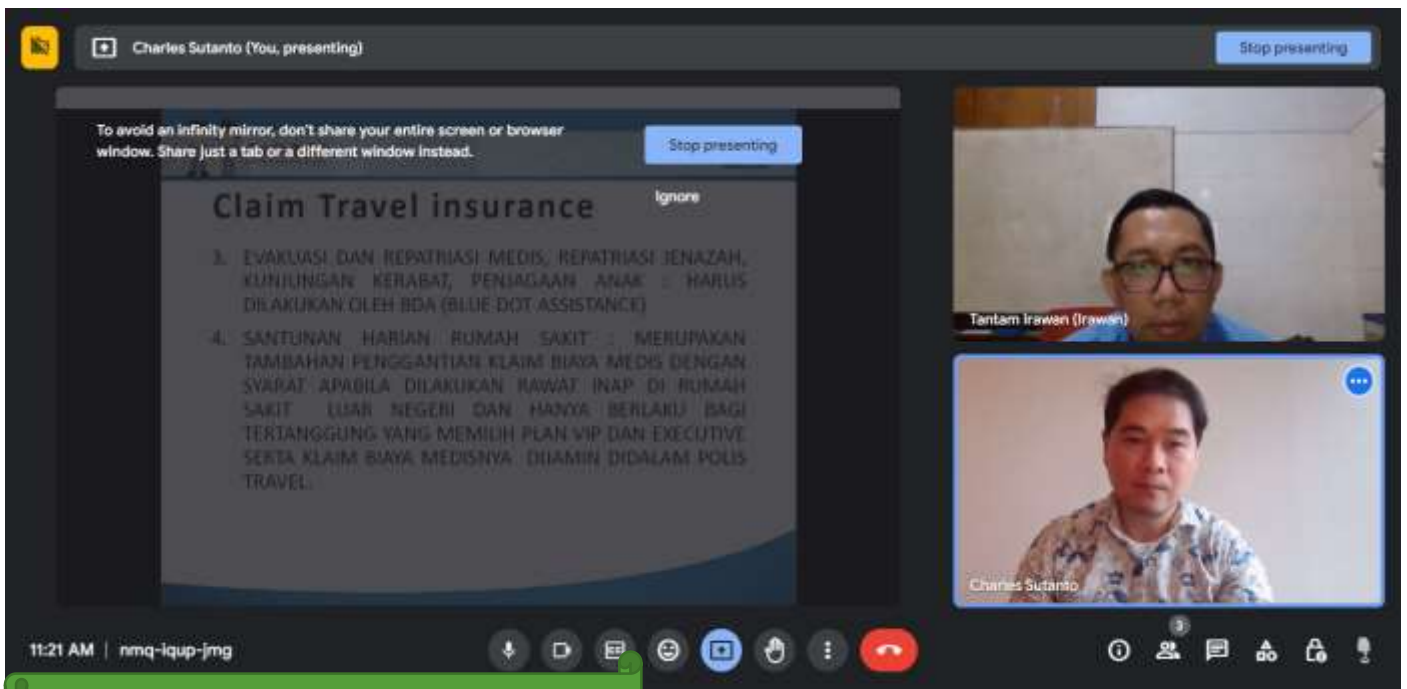 Charles Sutanto (You, presenting)
Stop presenting
To avoid an infinity mirror, don't share your entire screen or browser
window. Share just a tab or a different window instead.
Stop presenting
Ignore
Claim Travel insurance
3. EVAKUASI DAN REPATRIASI MEDIS, REPATRIASI JENAZAH,
KUNJUNGAN KERABAT, PENJAGAAN ANAK : HARUS
DILAKUKAN OLEH BDA (BLUE DOT ASSISTANCE)
4. SANTUNAN HARIAN RUMAH SAKIT : MERUPAKAN
TAMBAHAN PENGGANTIAN KLAIM BIAYA MEDIS DENGAN
SYARAT APABILA DILAKUKAN RAWAT INAP DI RUMAH
SAKIT LUAR NEGERI DAN HANYA BERLAKU BAGI
TERTANGGUNG YANG MEMILIH PLAN VIP DAN EXECUTIVE
SERTA KLAIM BIAYA MEDISNYA DIJAMIN DIDALAM POLIS
TRAVEL.
Tantam Irawan (Irawan)
Charles Sutanto
11:21 AM | nmq-iqup-jmg
3